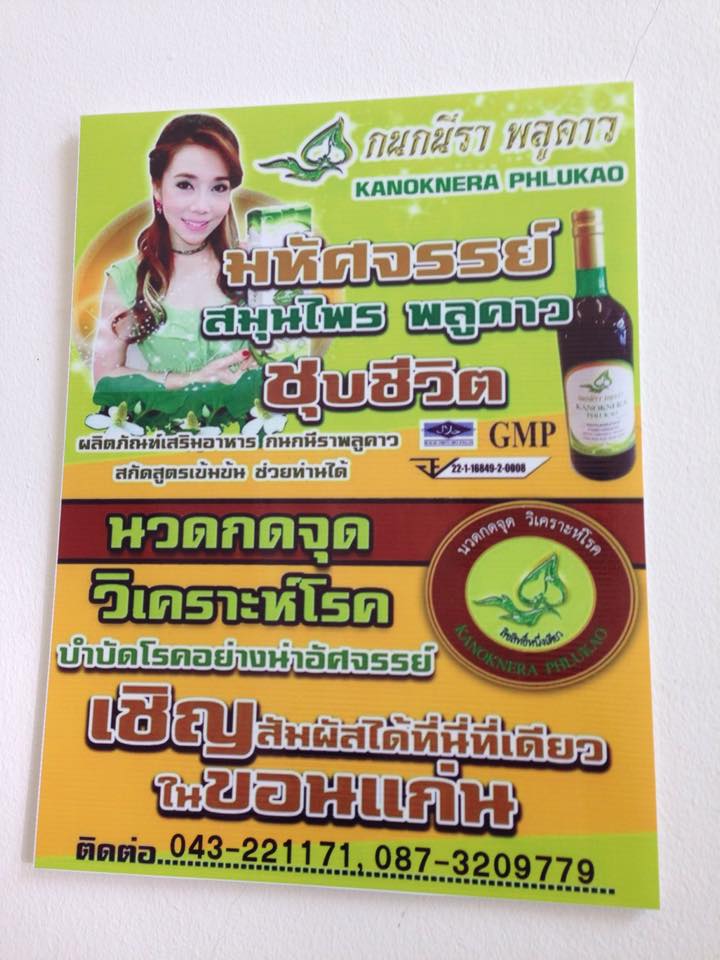 กนกนีรา พลูคาว
KANOKNERA PHLUKAO
มหัศจรรย์
สมุนไพร พลูคาว
ชุบชีวิต
KANOKNERA
PHLUKAO
ผลิตภัณฑ์เสริมอาหาร กนกนีราพลูคาว
สกัดสูตรเข้มข้น ช่วยท่านได้
GMP
22-1-16849-2-0008
นวดกดจุด
วิเคราะห์โรค
บำบัดโรคอย่างน่าอัศจรรย์
นวดกดจุด วิเคราะห์โรค
KANOKNERA PHLUKAO
เชิญสัมผัสได้ที่นี่ที่เดียว
ในขอนแก่น
ติดต่อ..043-221171, 087-3209779